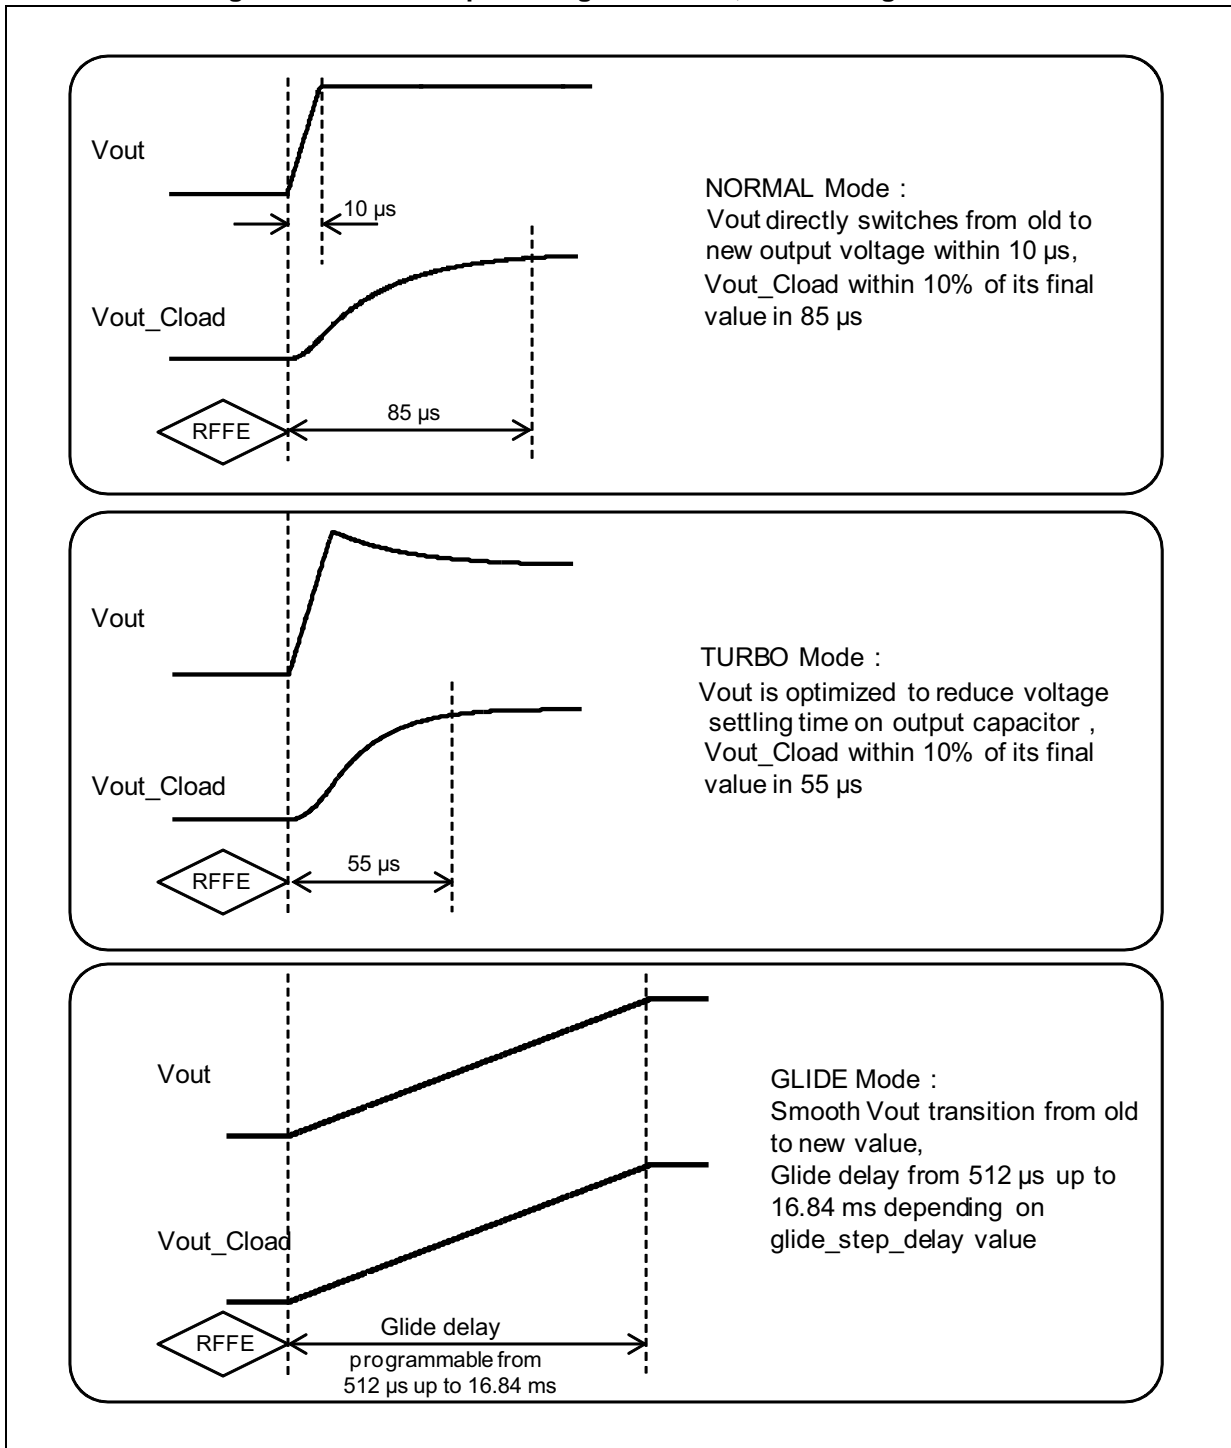 Vout
10 µs
Vout_Cload
85 µs
RFFE
NORMAL Mode :
Vout directly switches from old to
new output voltage within 10 µs,
Vout_Cload within 10% of its final
value in 85 µs
Vout
Vout_Cload
55 µs
RFFE
TURBO Mode :
Vout is optimized to reduce voltage
settling time on output capacitor ,
Vout_Cload within 10% of its final
value in 55 µs
Vout
Vout_Cload
RFFE
Glide delay
programmable from
512 µs up to 16.84 ms
GLIDE Mode :
Smooth Vout transition from old
to new value,
Glide delay from 512 µs up to
16.84 ms depending on
glide_step_delay value